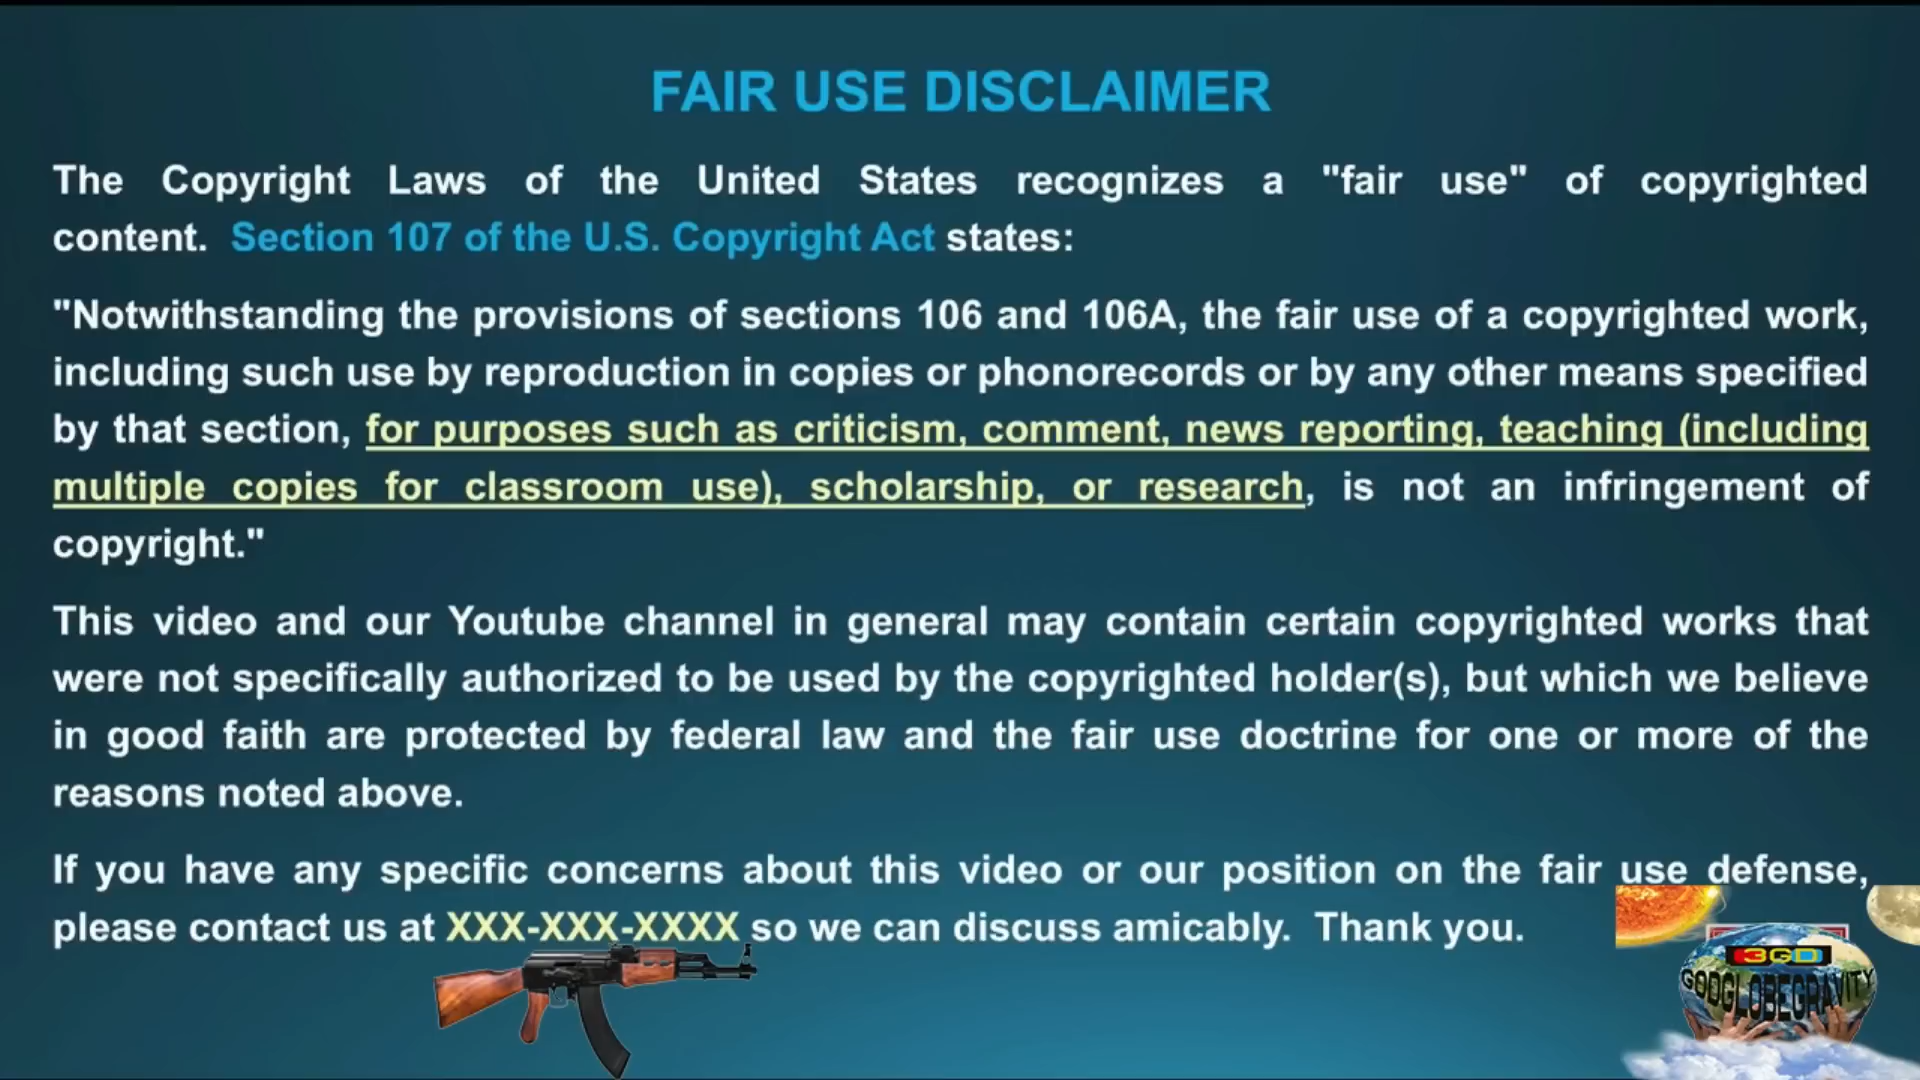 FAIR USE DISCLAIMER
The Copyright Laws of the United States recognizes a "fair use" of copyrighted
content. Section 107 of the U.S. Copyright Act states:
"Notwithstanding the provisions of sections 106 and 106A, the fair use of a copyrighted work,
including such use by reproduction in copies or phonorecords or by any other means specified
by that section, for purposes such as criticism, comment, news reporting, teaching (including
multiple copies for classroom use), scholarship, or research, is not an infringement of
copyright."
This video and our Youtube channel in general may contain certain copyrighted works that
were not specifically authorized to be used by the copyrighted holder(s), but which we believe
in good faith are protected by federal law and the fair use doctrine for one or more of the
reasons noted above.
If you have any specific concerns about this video or our position on the fair use defense,
please contact us at XXX-XXX-XXXX so we can discuss amicably. Thank you.
3GD
GODGLOBEGRAVITY